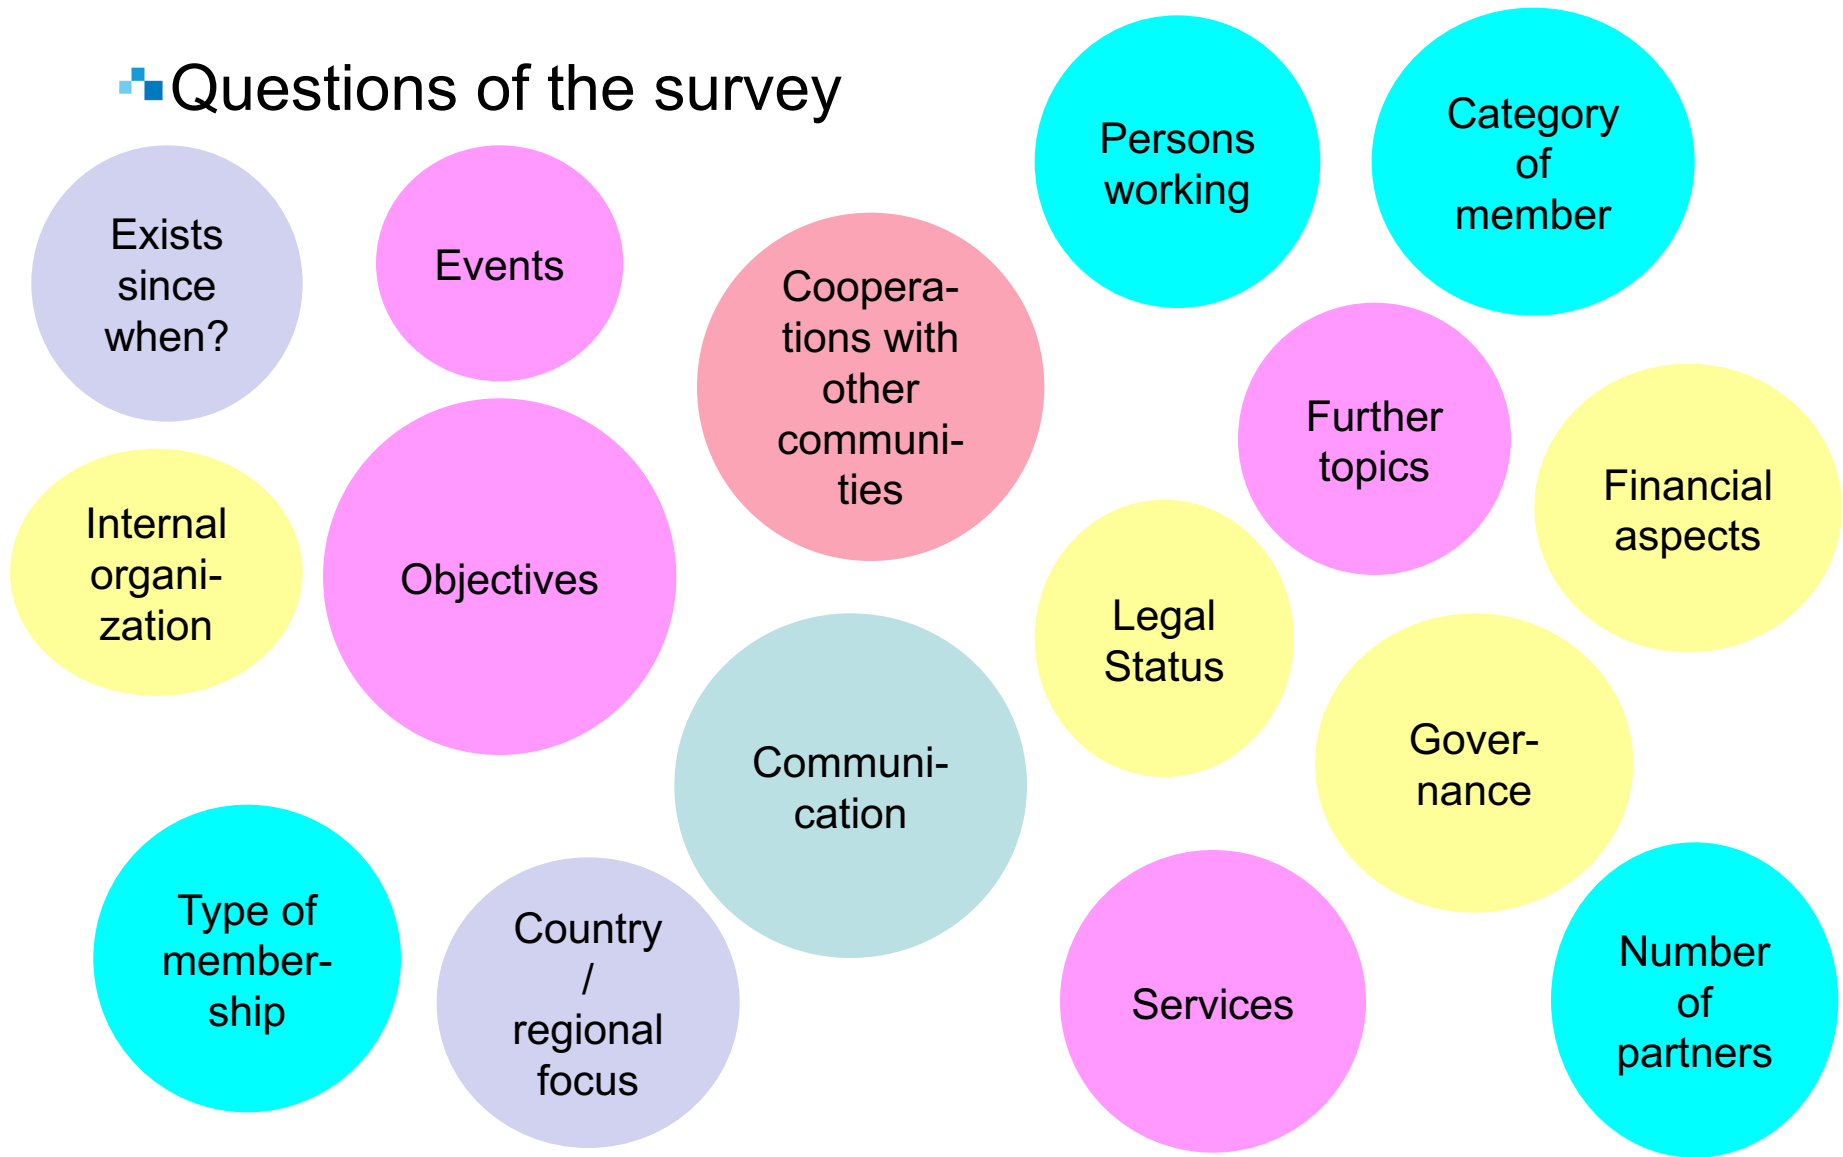 Questions of the survey
Exists
since
when?
Events
Coopera-
tions with
other
communi-
ties
Persons
working
Category
of
member
Internal
organi-
zation
Objectives
Further
topics
Financial
aspects
Legal
Status
Communi-
cation
Gover-
nance
Type of
member-
ship
Country
/
regional
focus
Services
Number
of
partners